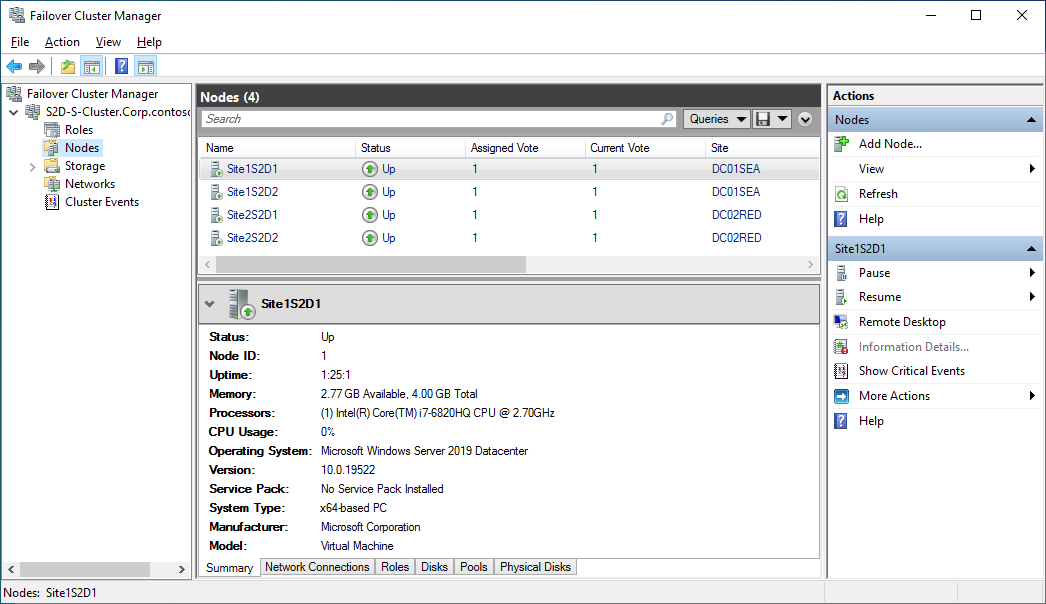 Failover Cluster Manager
File Action View Help
Failover Cluster Manager
S2D-S-Cluster.Corp.contoso
Roles
Nodes
Storage
Networks
Cluster Events
Nodes (4)
Search
Queries
Name Status Assigned Vote Current Vote Site
Site1S2D1 Up 1 1 DC01SEA
Site1S2D2 Up 1 1 DC01SEA
Site2S2D1 Up 1 1 DC02RED
Site2S2D2 Up 1 1 DC02RED
Site1S2D1
Status: Up
Node ID: 1
Uptime: 1:25:1
Memory: 2.77 GB Available, 4.00 GB Total
Processors: (1) Intel(R) Core(TM) i7-6820HQ CPU @ 2.70GHz
CPU Usage: 0%
Operating System: Microsoft Windows Server 2019 Datacenter
Version: 10.0.19522
Service Pack: No Service Pack Installed
System Type: x64-based PC
Manufacturer: Microsoft Corporation
Model: Virtual Machine
Summary Network Connections Roles Disks Pools Physical Disks
Actions
Nodes
Add Node...
View
Refresh
Help
Site1S2D1
Pause
Resume
Remote Desktop
Information Details...
Show Critical Events
More Actions
Help
Nodes: Site1S2D1